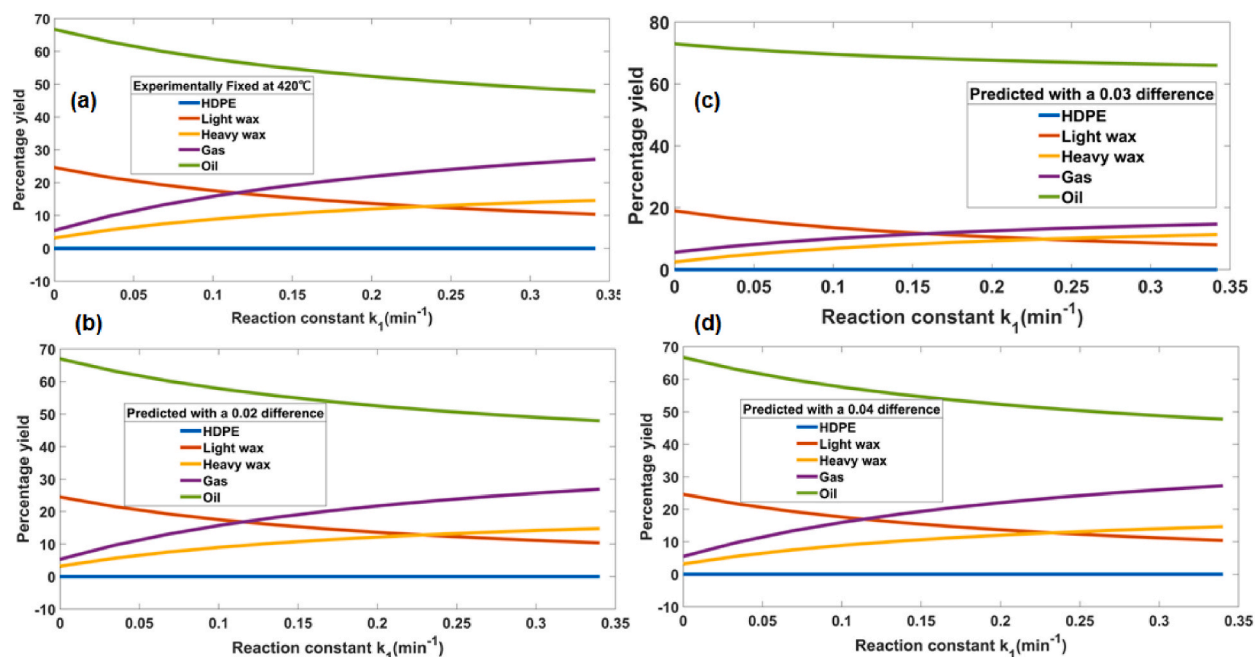 (a)
Percentage yield
70
60
50
40
30
20
10
0
-10
Experimentally Fixed at 420℃
HDPE
Light wax
Heavy wax
Gas
Oil
0 0.05 0.1 0.15 0.2 0.25 0.3 0.35
Reaction constant k₁(min⁻¹)
(c)
Percentage yield
80
60
40
20
0
Predicted with a 0.03 difference
HDPE
Light wax
Heavy wax
Gas
Oil
0 0.05 0.1 0.15 0.2 0.25 0.3 0.35
Reaction constant k₁(min⁻¹)
(b)
Percentage yield
70
60
50
40
30
20
10
0
-10
Predicted with a 0.02 difference
HDPE
Light wax
Heavy wax
Gas
Oil
0 0.05 0.1 0.15 0.2 0.25 0.3 0.35
Reaction constant k₁(min⁻¹)
(d)
Percentage yield
70
60
50
40
30
20
10
0
-10
Predicted with a 0.04 difference
HDPE
Light wax
Heavy wax
Gas
Oil
0 0.05 0.1 0.15 0.2 0.25 0.3 0.35
Reaction constant k₁(min⁻¹)